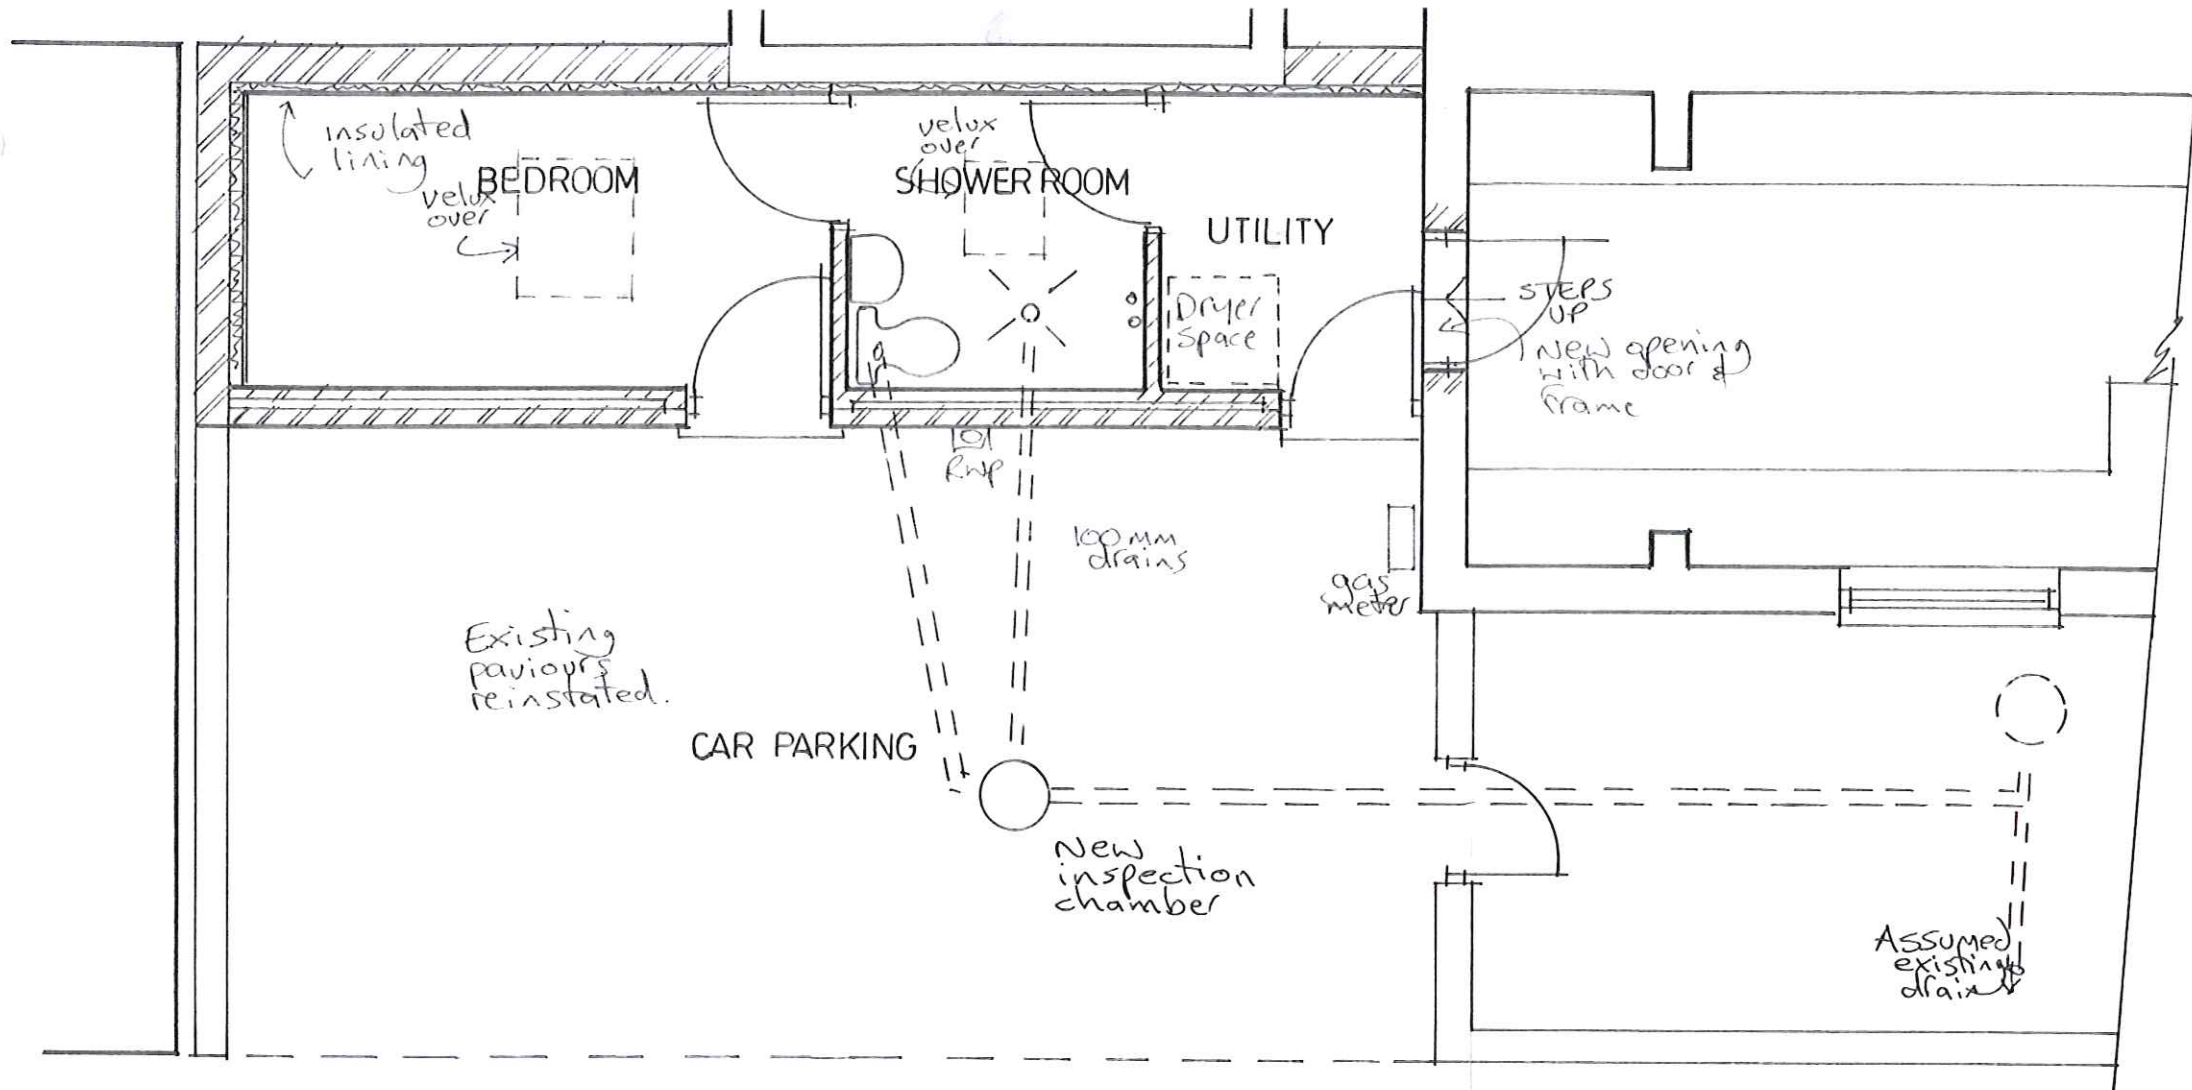 insulated
lining
BEDROOM
velux
over
velux
over
SHOWER ROOM
UTILITY
Dryer
space
STEPS
UP
New opening
with door &
frame
RWP
100mm
drains
gas
meter
Existing
paviours
reinstated.
CAR PARKING
New
inspection
chamber
Assumed
existing
drain